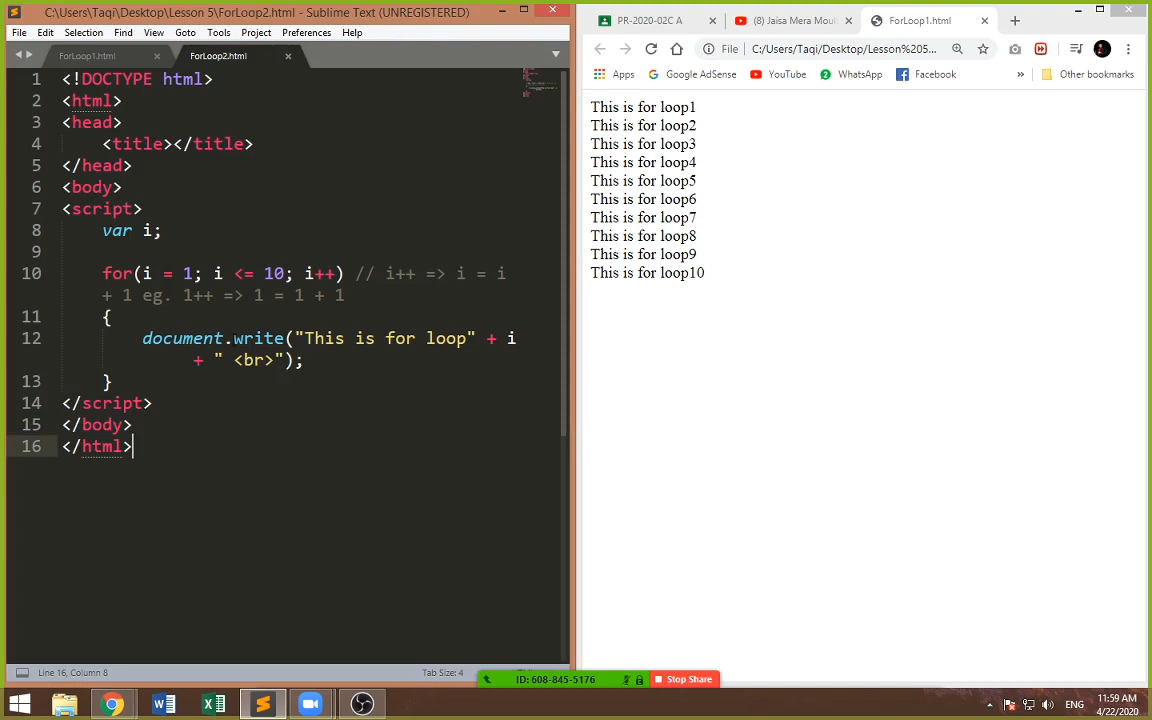 C:\Users\Taqi\Desktop\Lesson 5\ForLoop2.html - Sublime Text (UNREGISTERED)
File Edit Selection Find View Goto Tools Project Preferences Help
ForLoop1.html ForLoop2.html
1 <!DOCTYPE html>
2 <html>
3 <head>
4 <title></title>
5 </head>
6 <body>
7 <script>
8 var i;
9
10 for(i = 1; i <= 10; i++) // i++ => i = i
+ 1 eg. 1++ => 1 = 1 + 1
11 {
12 document.write("This is for loop" + i
+ " <br>");
13 }
14 </script>
15 </body>
16 </html>
Line 16, Column 8
Tab Size: 4
PR-2020-02C A
(8) Jaisa Mera Moul
ForLoop1.html
File C:/Users/Taqi/Desktop/Lesson%205...
Apps Google AdSense YouTube 2 WhatsApp Facebook » Other bookmarks
This is for loop1
This is for loop2
This is for loop3
This is for loop4
This is for loop5
This is for loop6
This is for loop7
This is for loop8
This is for loop9
This is for loop10
ID: 608-845-5176 Stop Share
ENG
11:59 AM
4/22/2020